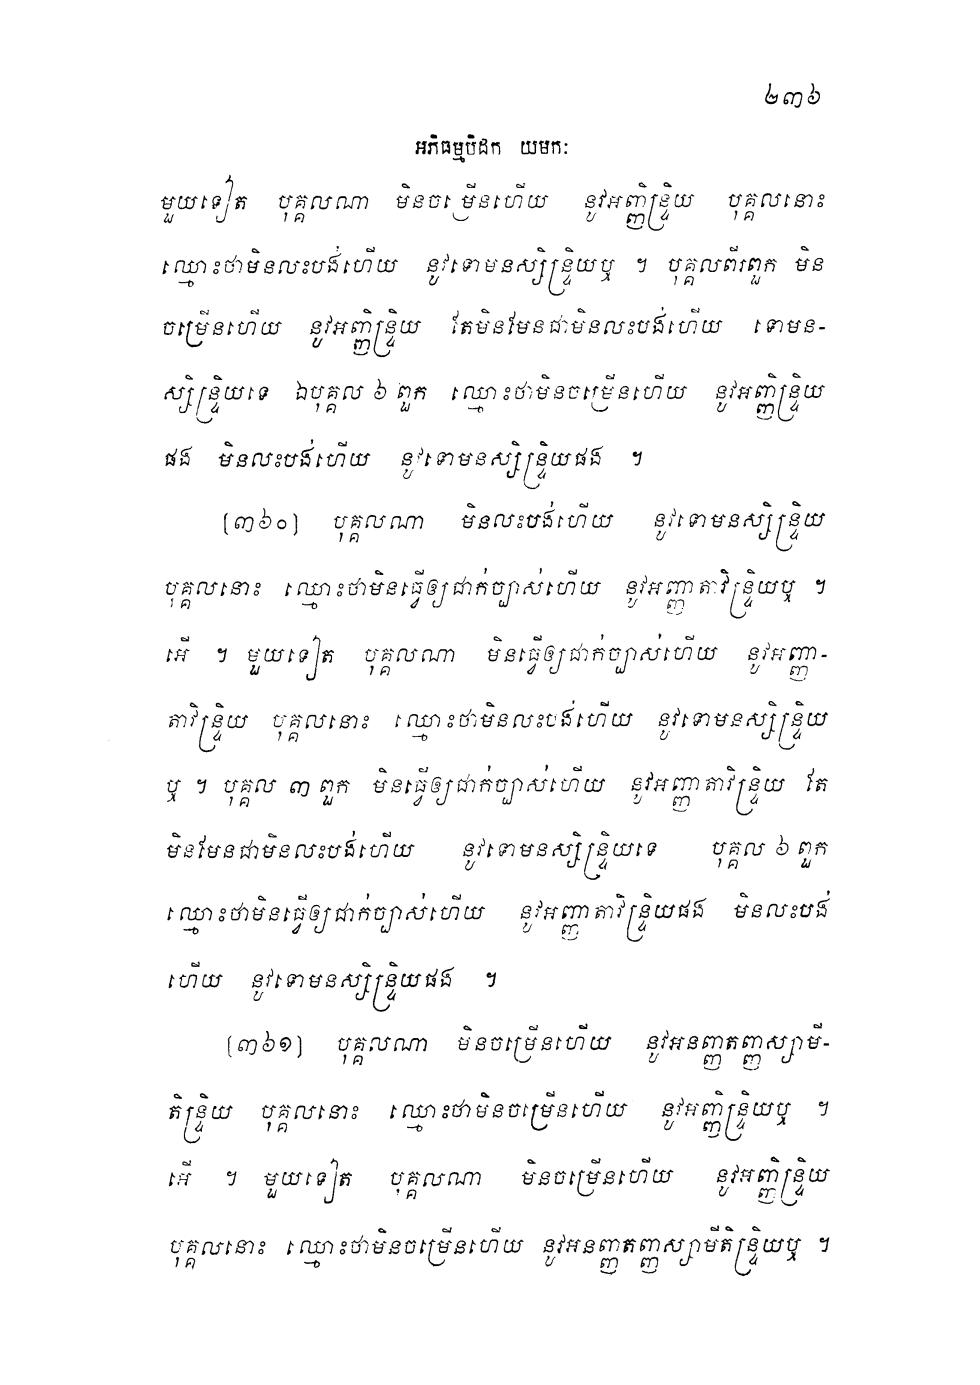 ២៣៦
អភិធម្មបិដក យមកៈ
មួយទៀត បុគ្គលណា មិនចម្រើនហើយ នូវអញ្ញិន្ទ្រិយ បុគ្គលនោះ
ឈ្មោះថាមិនលះបង់ហើយ នូវទោមនស្សិន្ទ្រិយឬ ។ បុគ្គលពីរពួក មិន
ចម្រើនហើយ នូវអញ្ញិន្ទ្រិយ តែមិនមែនជាមិនលះបង់ហើយ ទោមន-
ស្សិន្ទ្រិយទេ ឯបុគ្គល ៦ ពួក ឈ្មោះថាមិនចម្រើនហើយ នូវអញ្ញិន្ទ្រិយ
ផង មិនលះបង់ហើយ នូវទោមនស្សិន្ទ្រិយផង ។
[៣៦០] បុគ្គលណា មិនលះបង់ហើយ នូវទោមនស្សិន្ទ្រិយ
បុគ្គលនោះ ឈ្មោះថាមិនធ្វើឲ្យជាក់ច្បាស់ហើយ នូវអញ្ញាតាវិន្ទ្រិយឬ ។
អើ ។ មួយទៀត បុគ្គលណា មិនធ្វើឲ្យជាក់ច្បាស់ហើយ នូវអញ្ញា-
តាវិន្ទ្រិយ បុគ្គលនោះ ឈ្មោះថាមិនលះបង់ហើយ នូវទោមនស្សិន្ទ្រិយ
ឬ ។ បុគ្គល ៣ ពួក មិនធ្វើឲ្យជាក់ច្បាស់ហើយ នូវអញ្ញាតាវិន្ទ្រិយ តែ
មិនមែនជាមិនលះបង់ហើយ នូវទោមនស្សិន្ទ្រិយទេ បុគ្គល ៦ ពួក
ឈ្មោះថាមិនធ្វើឲ្យជាក់ច្បាស់ហើយ នូវអញ្ញាតាវិន្ទ្រិយផង មិនលះបង់
ហើយ នូវទោមនស្សិន្ទ្រិយផង ។
[៣៦១] បុគ្គលណា មិនចម្រើនហើយ នូវអនញ្ញតញ្ញស្សាមី-
តិន្ទ្រិយ បុគ្គលនោះ ឈ្មោះថាមិនចម្រើនហើយ នូវអញ្ញិន្ទ្រិយឬ ។
អើ ។ មួយទៀត បុគ្គលណា មិនចម្រើនហើយ នូវអញ្ញិន្ទ្រិយ
បុគ្គលនោះ ឈ្មោះថាមិនចម្រើនហើយ នូវអនញ្ញតញ្ញស្សាមីតិន្ទ្រិយឬ ។